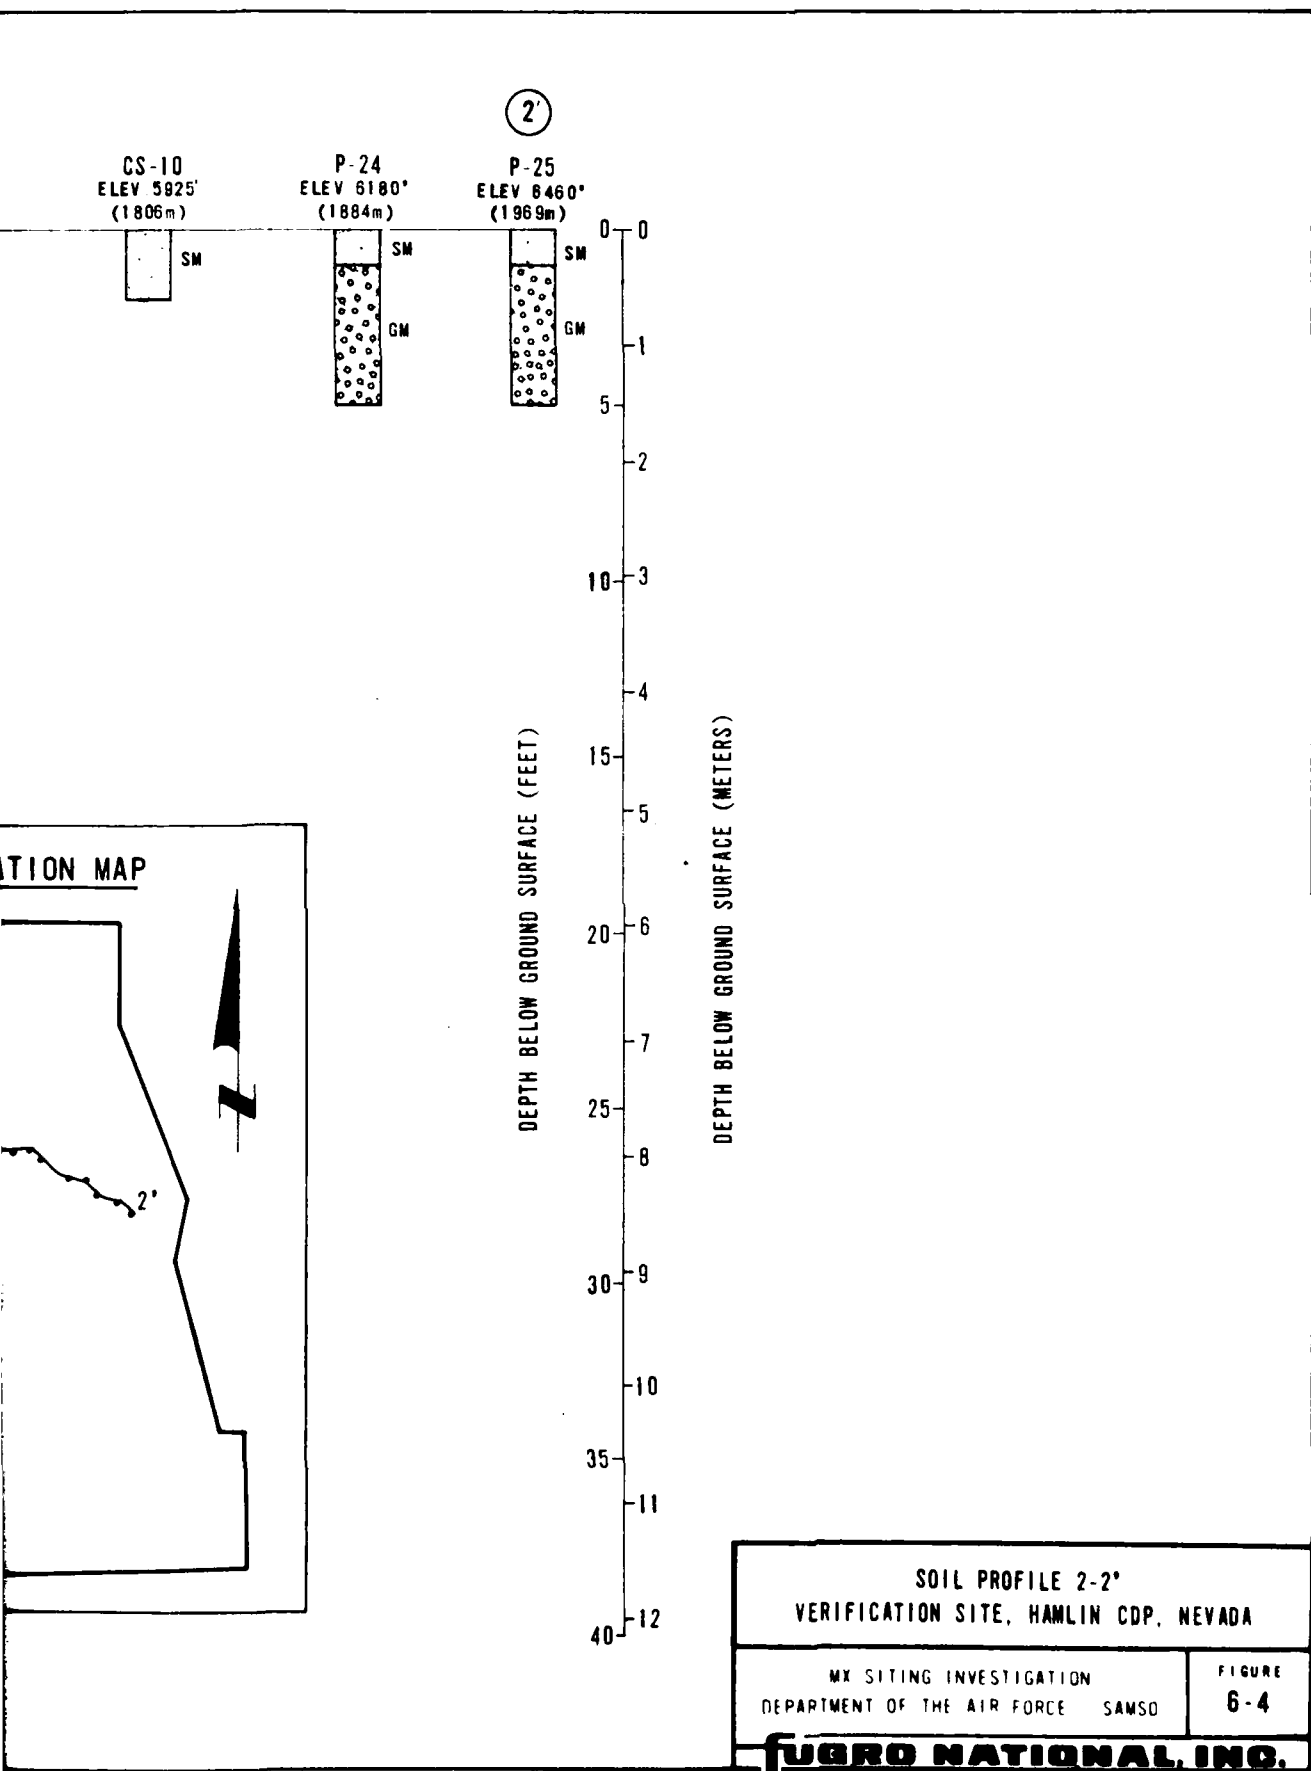 2'
CS-10
ELEV 5925'
(1806m)
P-24
ELEV 6180'
(1884m)
P-25
ELEV 6460'
(1969m)
SM
SM
GM
SM
GM
0
5
10
15
20
25
30
35
40
0
1
2
3
4
5
6
7
8
9
10
11
12
DEPTH BELOW GROUND SURFACE (FEET)
DEPTH BELOW GROUND SURFACE (METERS)
ATION MAP
N
2'
SOIL PROFILE 2-2'
VERIFICATION SITE, HAMLIN CDP, NEVADA
MX SITING INVESTIGATION
DEPARTMENT OF THE AIR FORCE SAMSO
FIGURE
6-4
FUGRO NATIONAL, INC.